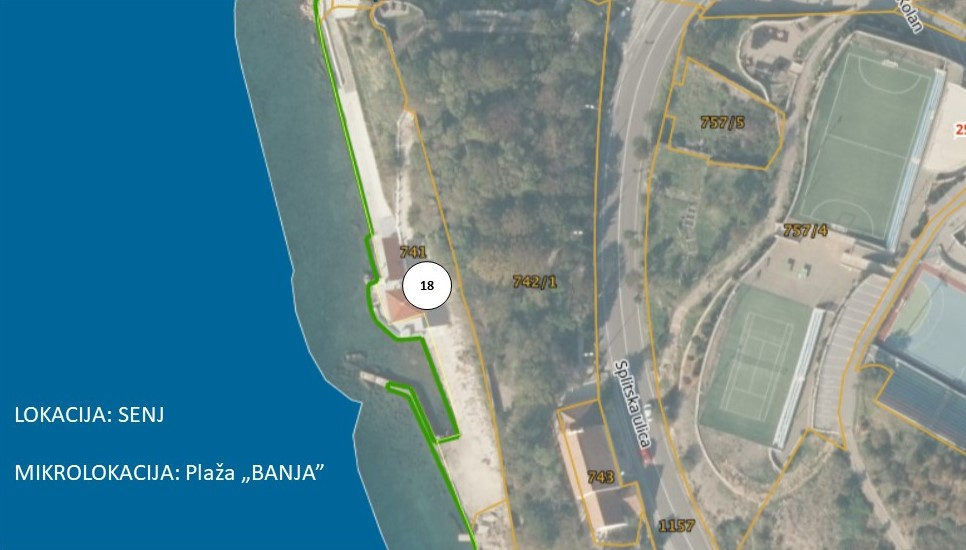 Kolan
757/5
25
757/4
741
742/1
18
Splitska ulica
LOKACIJA: SENJ
MIKROLOKACIJA: Plaža „BANJA”
743
1157